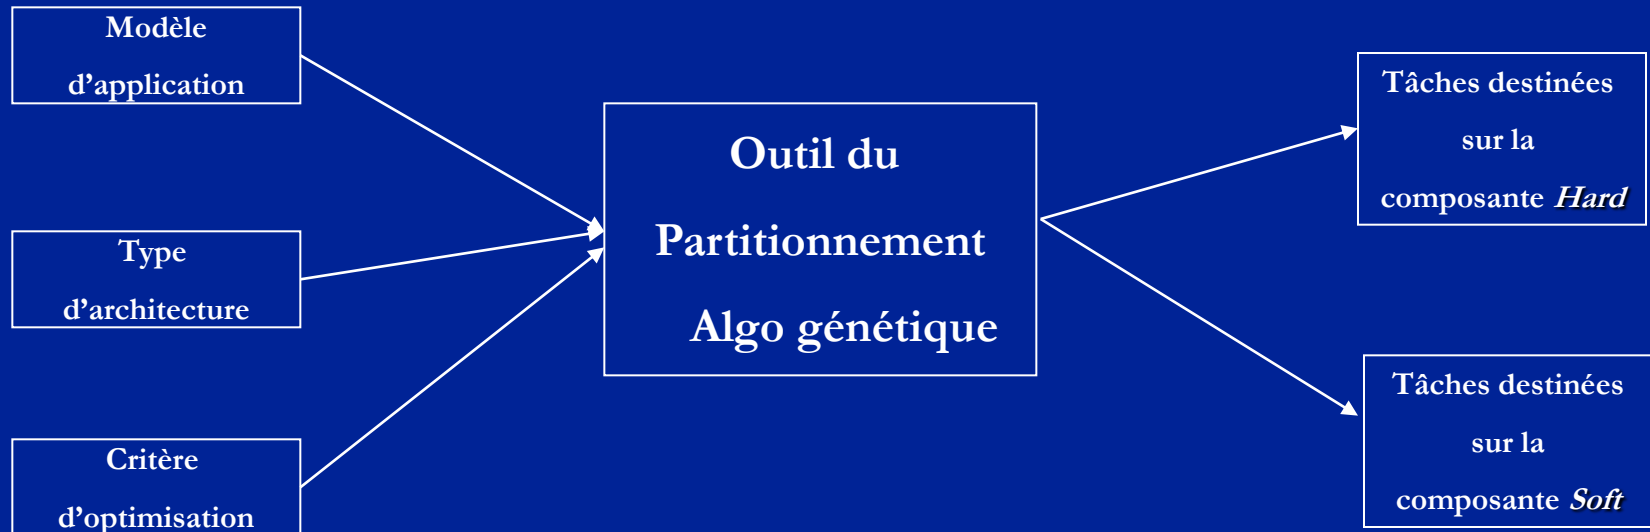 Modèle
d'application
Type
d'architecture
Critère
d'optimisation
Outil du
Partitionnement
Algo génétique
Tâches destinées
sur la
composante Hard
Tâches destinées
sur la
composante Soft